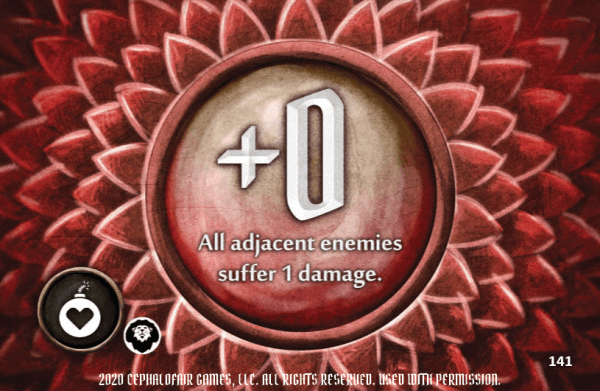 +0
All adjacent enemies
suffer 1 damage.
141
2020 CEPHALOFAIR GAMES, LLC. ALL RIGHTS RESERVED. USED WITH PERMISSION.